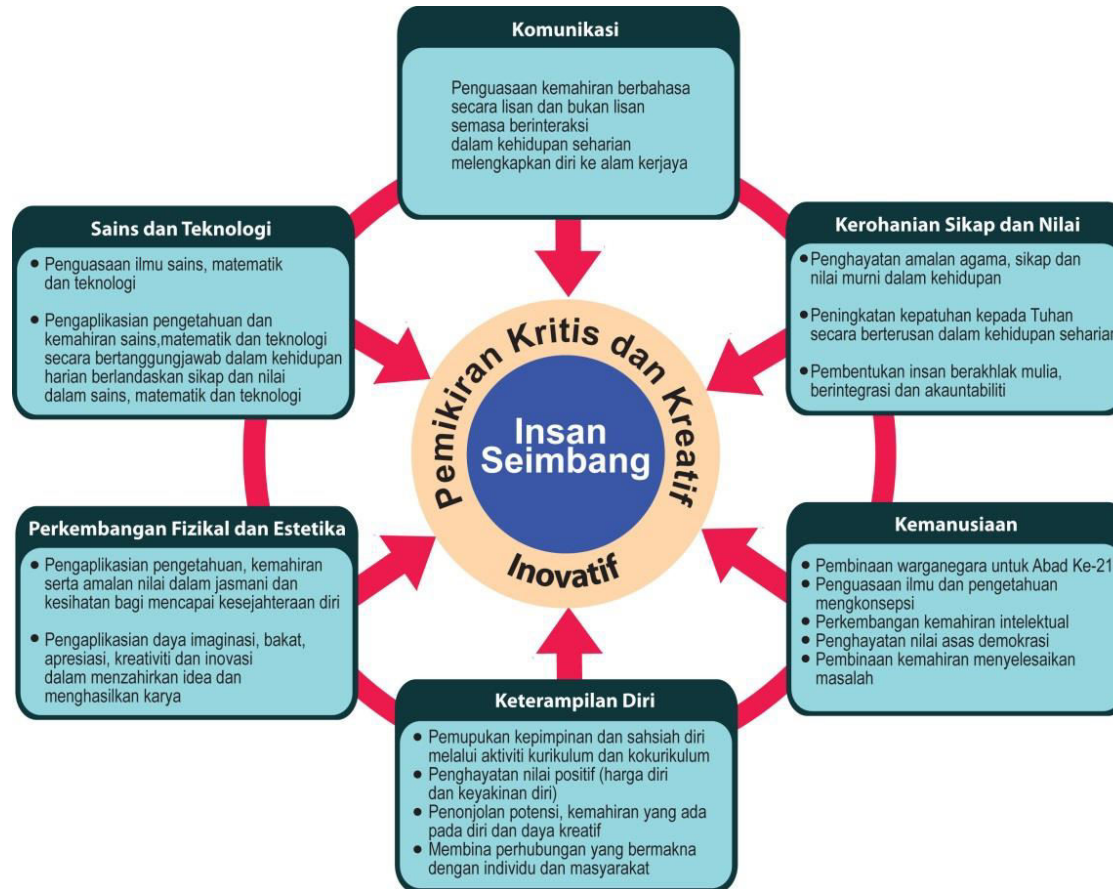 Komunikasi
Penguasaan kemahiran berbahasa
secara lisan dan bukan lisan
semasa berinteraksi
dalam kehidupan seharian
melengkapkan diri ke alam kerjaya
Sains dan Teknologi
• Penguasaan ilmu sains, matematik
dan teknologi
• Pengaplikasian pengetahuan dan
kemahiran sains,matematik dan teknologi
secara bertanggungjawab dalam kehidupan
harian berlandaskan sikap dan nilai
dalam sains, matematik dan teknologi
Kerohanian Sikap dan Nilai
• Penghayatan amalan agama, sikap dan
nilai murni dalam kehidupan
• Peningkatan kepatuhan kepada Tuhan
secara berterusan dalam kehidupan seharian
• Pembentukan insan berakhlak mulia,
berintegrasi dan akauntabiliti
Pemikiran Kritis dan Kreatif
Insan
Seimbang
Inovatif
Perkembangan Fizikal dan Estetika
• Pengaplikasian pengetahuan, kemahiran
serta amalan nilai dalam jasmani dan
kesihatan bagi mencapai kesejahteraan diri
• Pengaplikasian daya imaginasi, bakat,
apresiasi, kreativiti dan inovasi
dalam menzahirkan idea dan
menghasilkan karya
Kemanusiaan
• Pembinaan warganegara untuk Abad Ke-21
• Penguasaan ilmu dan pengetahuan
mengkonsepsi
• Perkembangan kemahiran intelektual
• Penghayatan nilai asas demokrasi
• Pembinaan kemahiran menyelesaikan
masalah
Keterampilan Diri
• Pemupukan kepimpinan dan sahsiah diri
melalui aktiviti kurikulum dan kokurikulum
• Penghayatan nilai positif (harga diri
dan keyakinan diri)
• Penonjolan potensi, kemahiran yang ada
pada diri dan daya kreatif
• Membina perhubungan yang bermakna
dengan individu dan masyarakat